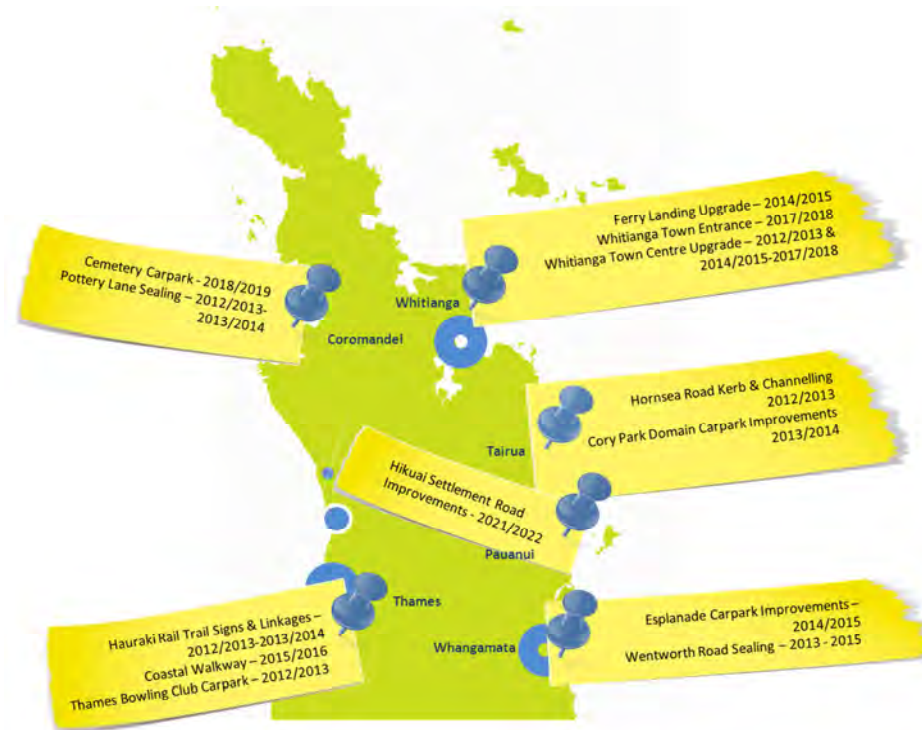 Ferry Landing Upgrade – 2014/2015
Whitianga Town Entrance – 2017/2018
Whitianga Town Centre Upgrade – 2012/2013 &
2014/2015-2017/2018
Cemetery Carpark - 2018/2019
Pottery Lane Sealing – 2012/2013-
2013/2014
Whitianga
Coromandel
Hornsea Road Kerb & Channelling
2012/2013
Cory Park Domain Carpark Improvements
2013/2014
Tairua
Hikuai Settlement Road
Improvements - 2021/2022
Pauanui
Thames
Hauraki Rail Trail Signs & Linkages –
2012/2013-2013/2014
Coastal Walkway – 2015/2016
Thames Bowling Club Carpark – 2012/2013
Esplanade Carpark Improvements –
2014/2015
Wentworth Road Sealing – 2013 - 2015
Whangamata